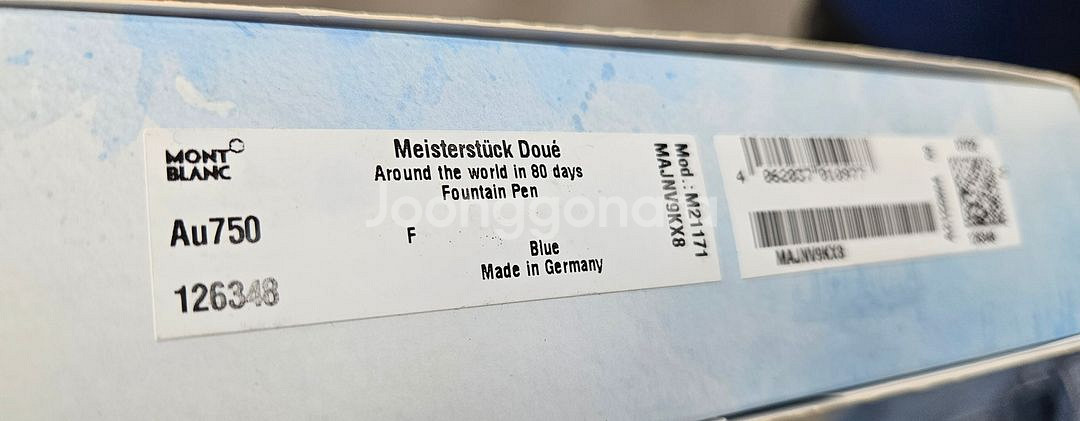 MONT
BLANC
Au750
126348
Meisterstück Doué
Around the world in 80 days
Fountain Pen
F
Blue
Made in Germany
Mod.: M21171
MAJNV9KX8
4 062037 010977
Joonggonara